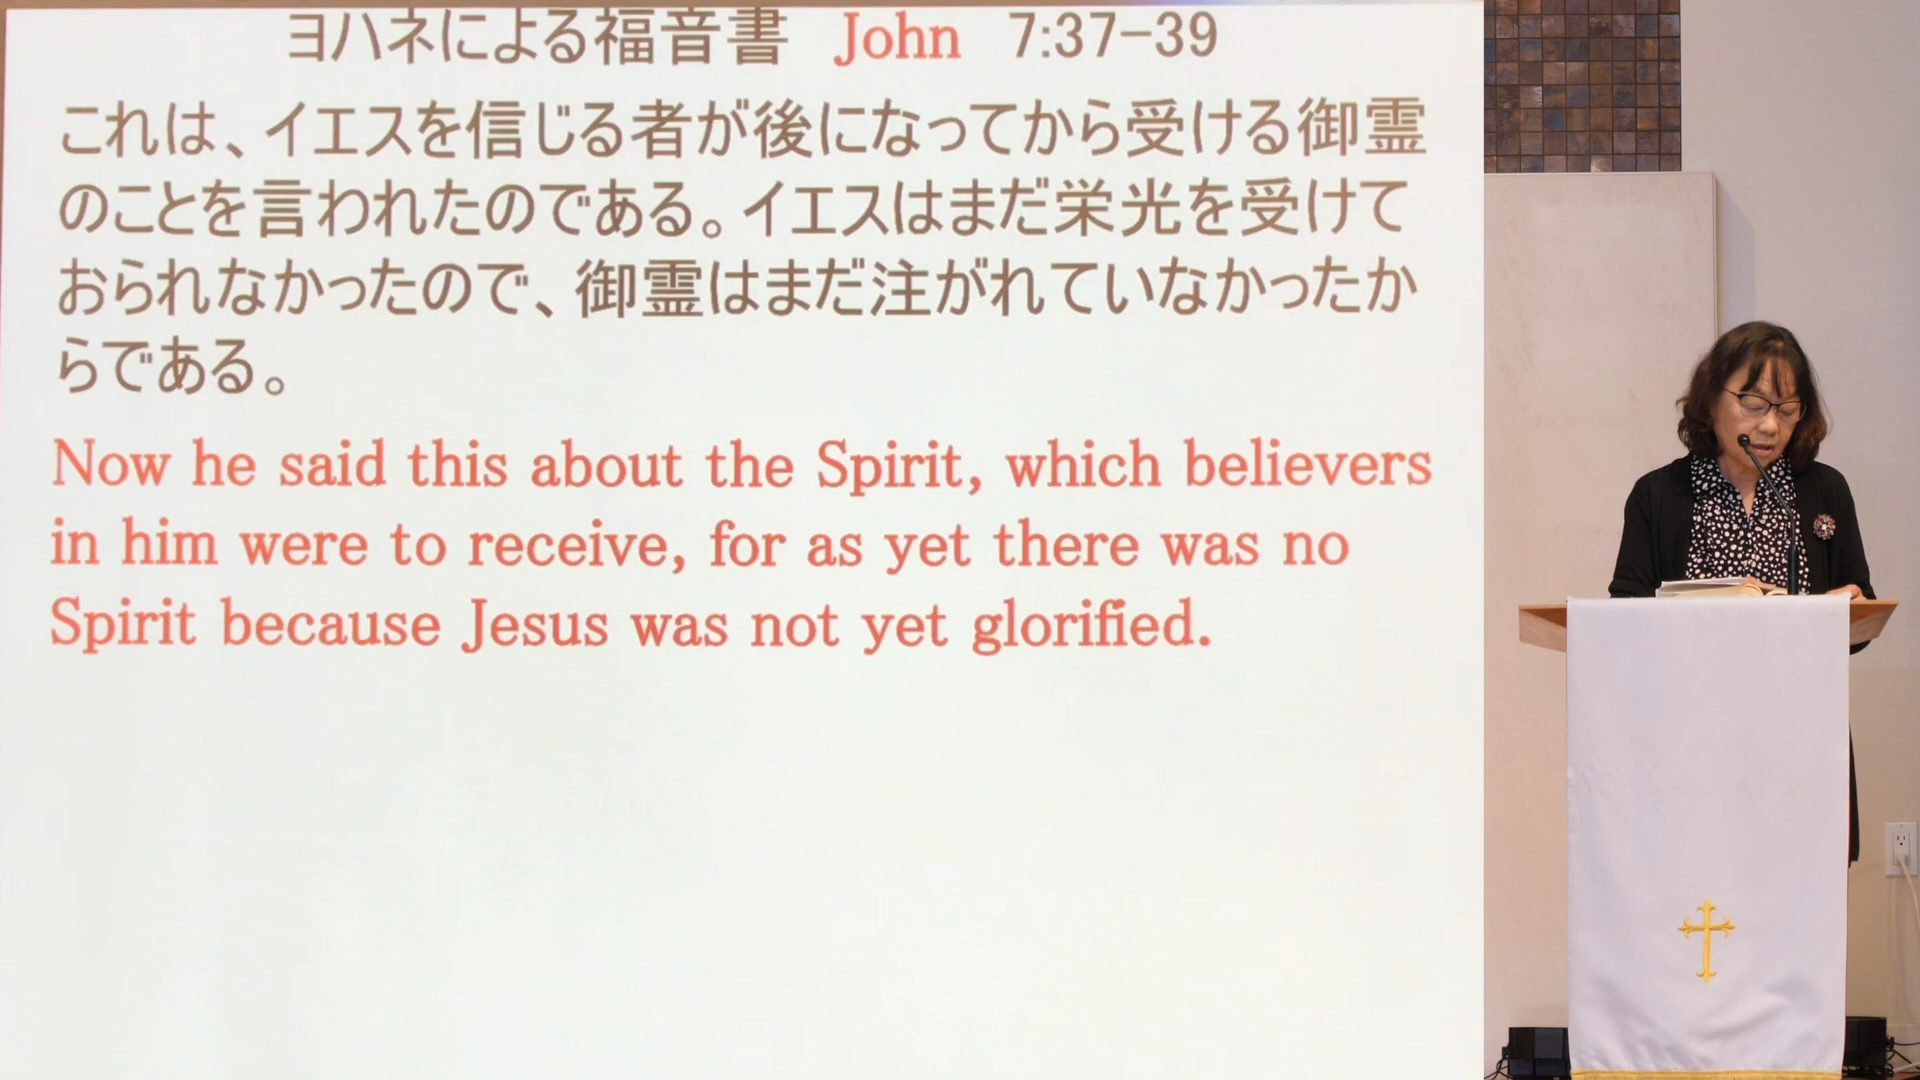 ヨハネによる福音書 John 7:37-39
これは、イエスを信じる者が後になってから受ける御霊
のことを言われたのである。イエスはまだ栄光を受けて
おられなかったので、御霊はまだ注がれていなかったか
らである。
Now he said this about the Spirit, which believers
in him were to receive, for as yet there was no
Spirit because Jesus was not yet glorified.